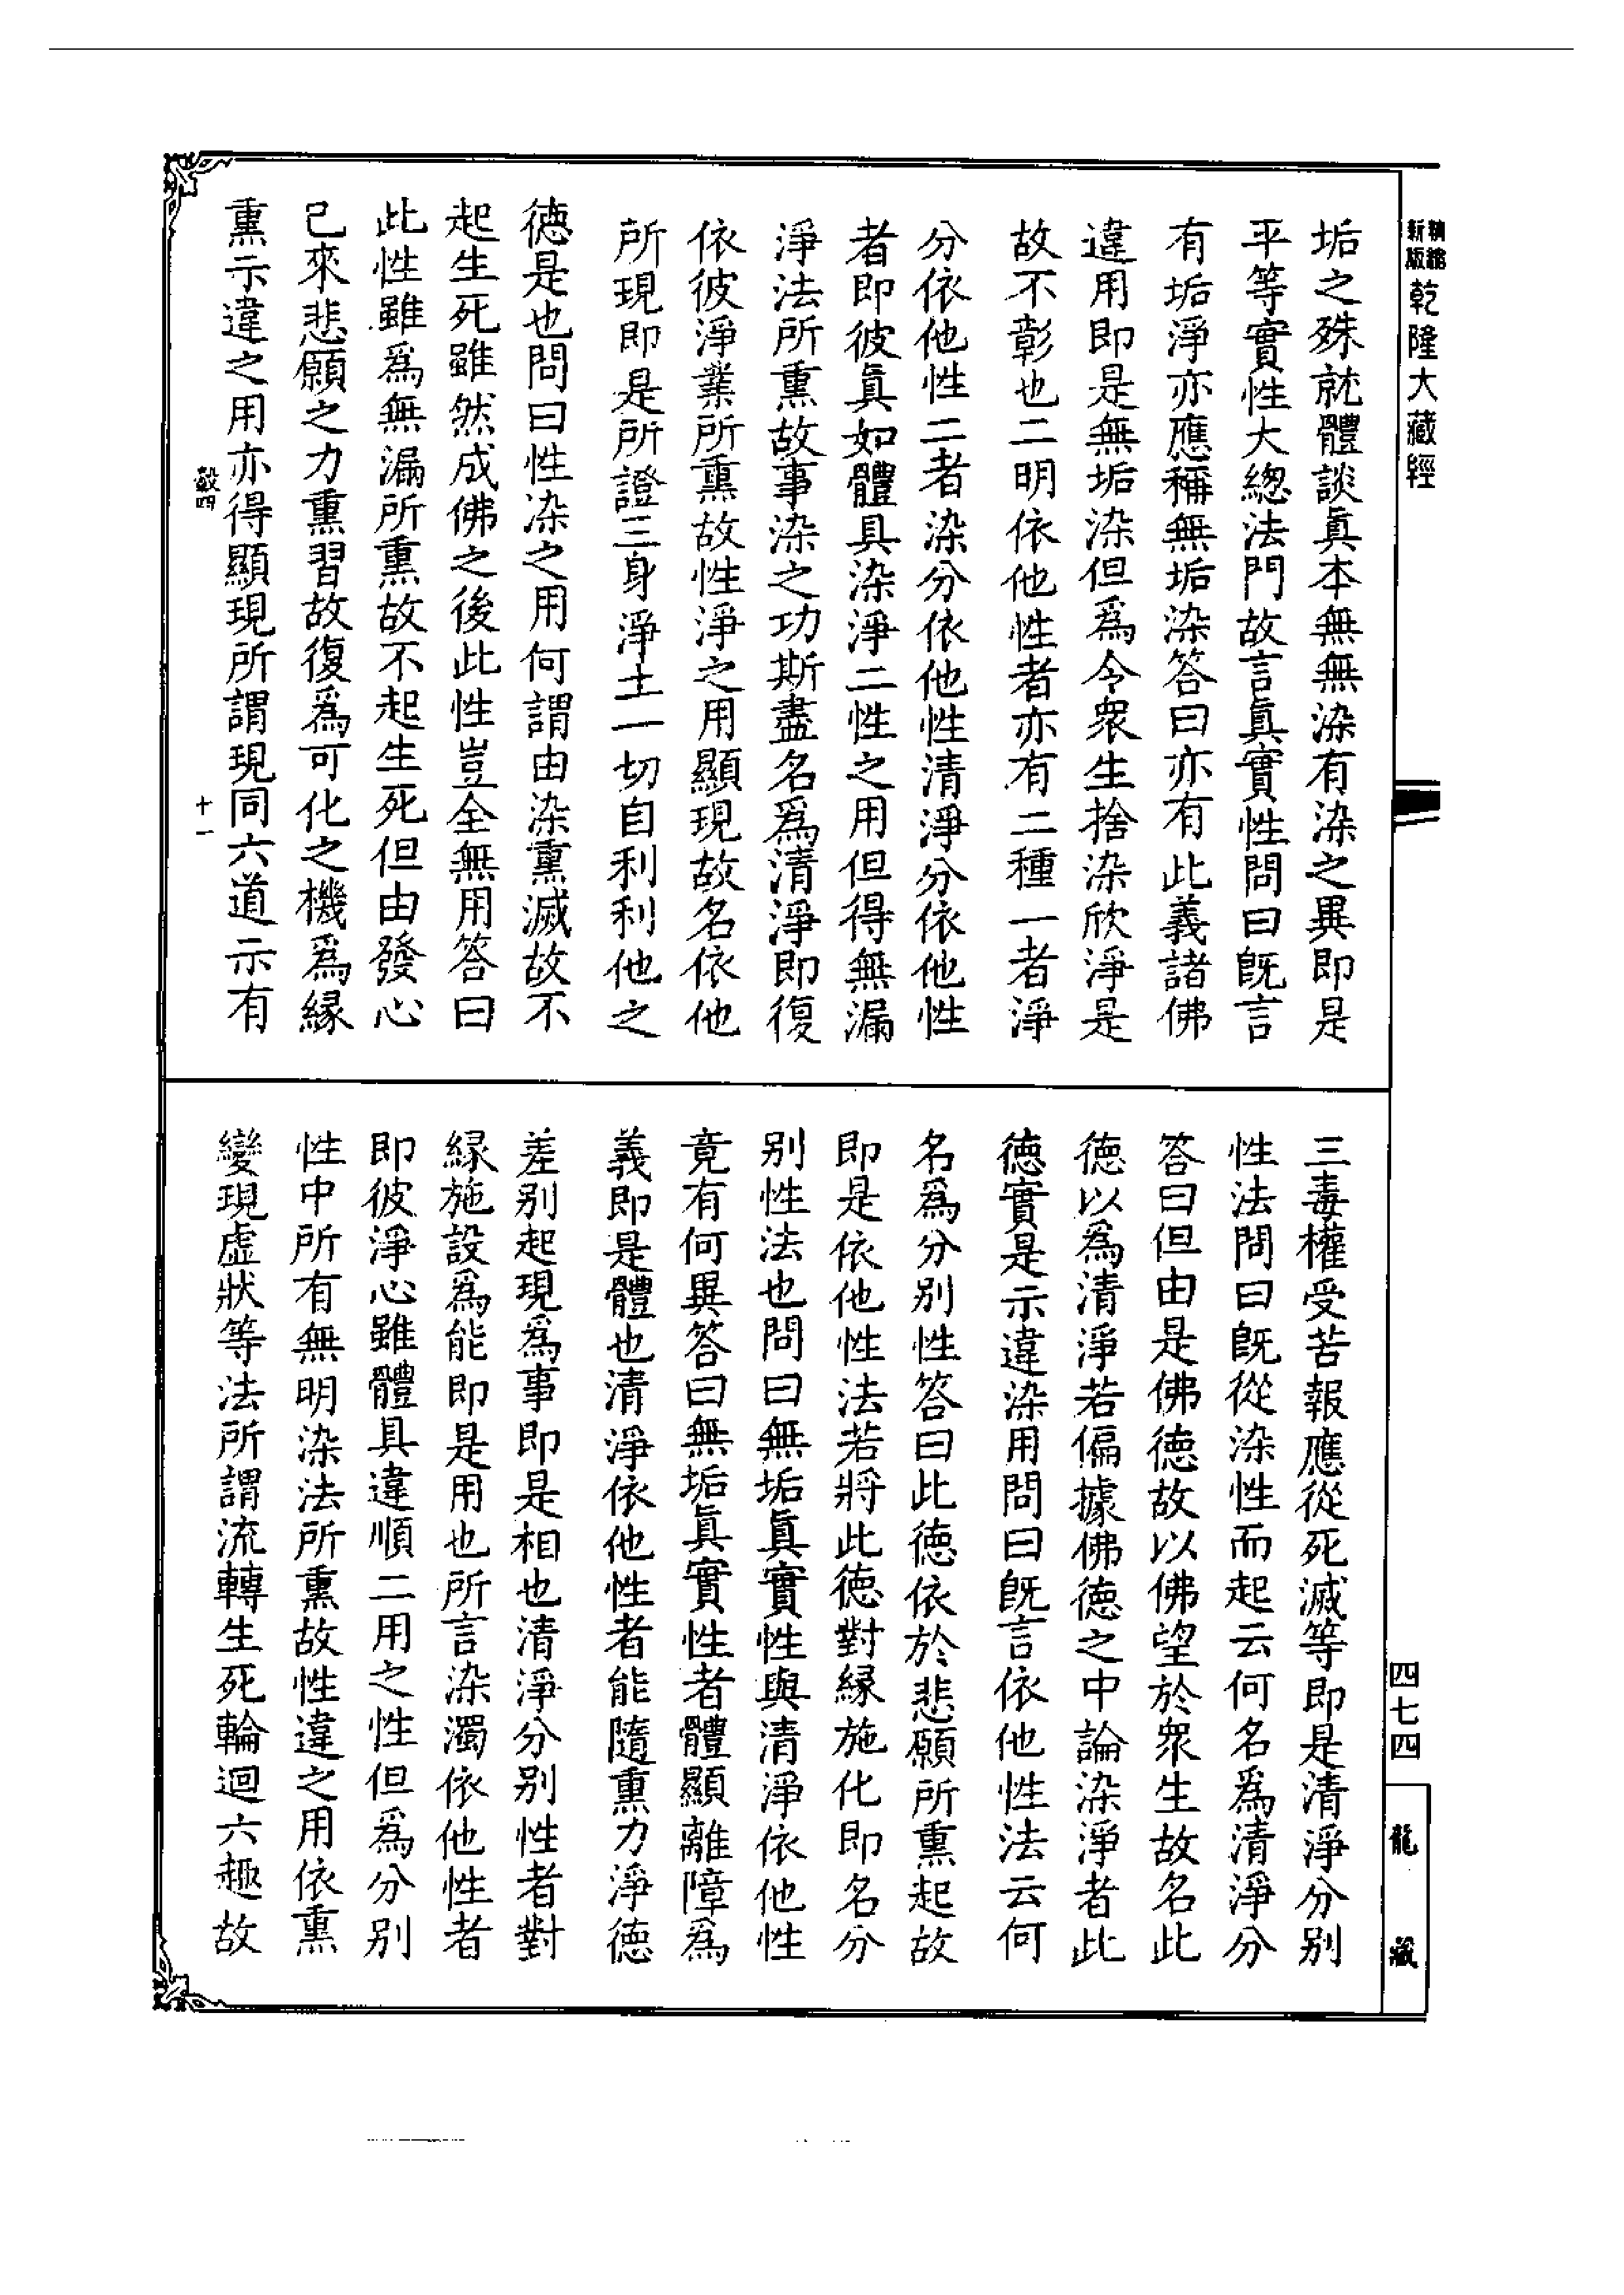 精縮新版乾隆大藏經
垢之殊就體談眞本無無染有染之異即是
平等實性大總法門故言眞實性問曰既言
有垢淨亦應稱無垢染答曰亦有此義諸佛
違用即是無垢染但爲令衆生捨染欣淨是
故不彰也二明依他性者亦有二種一者淨
分依他性二者染分依他性清淨分依他性
者即彼眞如體具染淨二性之用但得無漏
淨法所熏故事染之功斯盡名爲清淨即復
依彼淨業所熏故性淨之用顯現故名依他
所現即是所證三身淨土一切自利利他之
德是也問曰性染之用何謂由染熏滅故不
起生死雖然成佛之後此性豈全無用答曰
此性雖爲無漏所熏故不起生死但由發心
已來悲願之力熏習故復爲可化之機爲緣
熏示違之用亦得顯現所謂現同六道示有
十一
三毒權受苦報應從死滅等即是清淨分別
性法問曰既從染性而起云何名爲清淨分
答曰但由是佛德故以佛望於衆生故名此
德以爲清淨若偏據佛德之中論染淨者此
德實是示違染用問曰既言依他性法云何
名爲分別性答曰此德依於悲願所熏起故
即是依他性法若將此德對緣施化即名分
別性法也問曰無垢眞實性與清淨依他性
竟有何異答曰無垢眞實性者體顯離障爲
義即是體也清淨依他性者能隨熏力淨德
差別起現爲事即是相也清淨分別性者對
緣施設爲能即是用也所言染濁依他性者
即彼淨心雖體具違順二用之性但爲分別
性中所有無明染法所熏故性違之用依熏
變現虛狀等法所謂流轉生死輪迴六趣故
四七四
龍藏